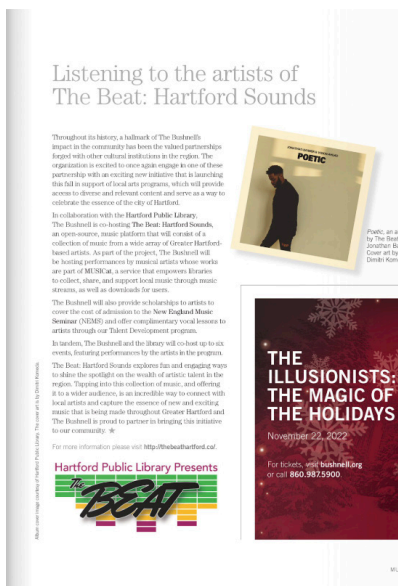 Listening to the artists of
The Beat: Hartford Sounds
Throughout its history, a hallmark of The Bushnell's
impact in the community has been the valued partnerships
forged with other cultural institutions in the region. The
organization is excited to once again engage in one of these
partnership with an exciting new initiative that is launching
this fall in support of local arts programs, which will provide
access to diverse and relevant content and serve as a way to
celebrate the essence of the city of Hartford.
In collaboration with the Hartford Public Library,
The Bushnell is co-hosting The Beat: Hartford Sounds,
an open-source, music platform that will consist of a
collection of music from a wide array of Greater Hartford-
based artists. As part of the project, The Bushnell will
be hosting performances by musical artists whose works
are part of MUSICat, a service that empowers libraries
to collect, share, and support local music through music
streams, as well as downloads for users.
The Bushnell will also provide scholarships to artists to
cover the cost of admission to the New England Music
Seminar (NEMS) and offer complimentary vocal lessons to
artists through our Talent Development program.
In tandem, The Bushnell and the library will co-host up to six
events, featuring performances by the artists in the program.
The Beat: Hartford Sounds explores fun and engaging ways
to shine the spotlight on the wealth of artistic talent in the
region. Tapping into this collection of music, and offering
it to a wider audience, is an incredible way to connect with
local artists and capture the essence of new and exciting
music that is being made throughout Greater Hartford and
The Bushnell is proud to partner in bringing this initiative
to our community.
For more information please visit http://thebeathartford.co/.
Hartford Public Library Presents
The
BEAT
POETIC
Poetic, an a
by The Beat
Jonathan Ba
Cover art by
THE
ILLUSIONISTS:
THE MAGIC OF
THE HOLIDAYS
November 22, 2022
For tickets, visit bushnell.org
or call 860.987.5900.